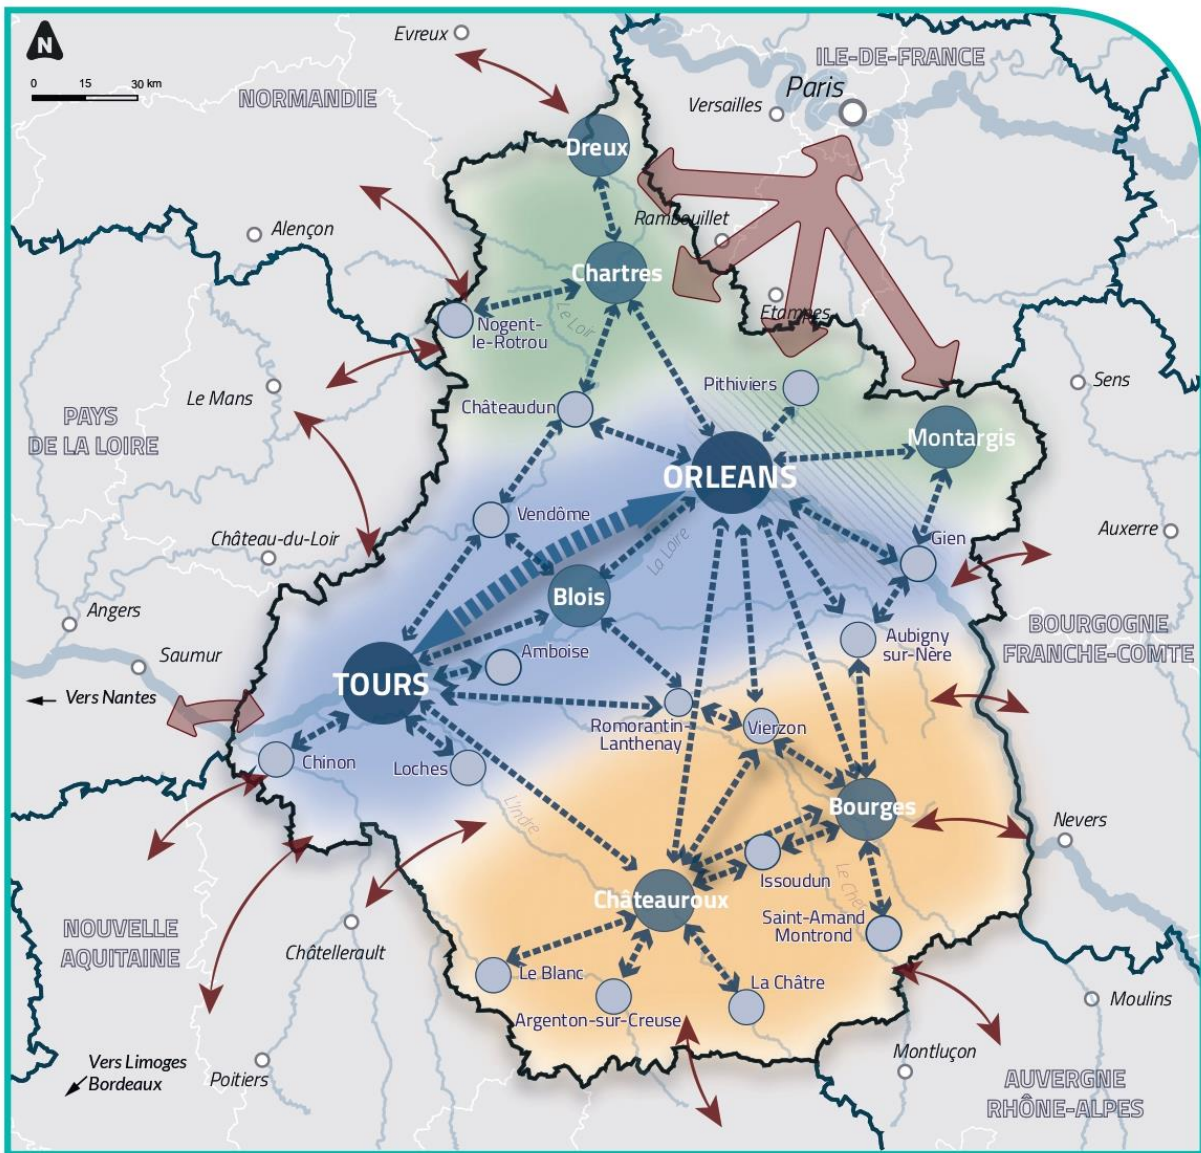 Evreux
N
ILE-DE-FRANCE
0 15 30 km
Paris
NORMANDIE
Versailles
Dreux
Rambouillet
Alençon
Chartres
Le Loir
Etampes
Nogent-
le-Rotrou
Sens
Le Mans
Pithiviers
Châteaudun
PAYS
DE LA LOIRE
Montargis
ORLEANS
Vendôme
Auxerre
Château-du-Loir
Gien
La Loire
Blois
Angers
BOURGOGNE
FRANCHE-COMTE
Aubigny
sur-Nère
Saumur
Amboise
TOURS
Vers Nantes
Romorantin-
Lanthenay
Vierzon
Chinon
Loches
Bourges
L'Indre
Nevers
Issoudun
Le Cher
Châteauroux
Saint-Amand
Montrond
NOUVELLE
AQUITAINE
Châtellerault
Le Blanc
La Châtre
Argenton-sur-Creuse
Moulins
Montluçon
Vers Limoges
Bordeaux
Poitiers
AUVERGNE
RHÔNE-ALPES